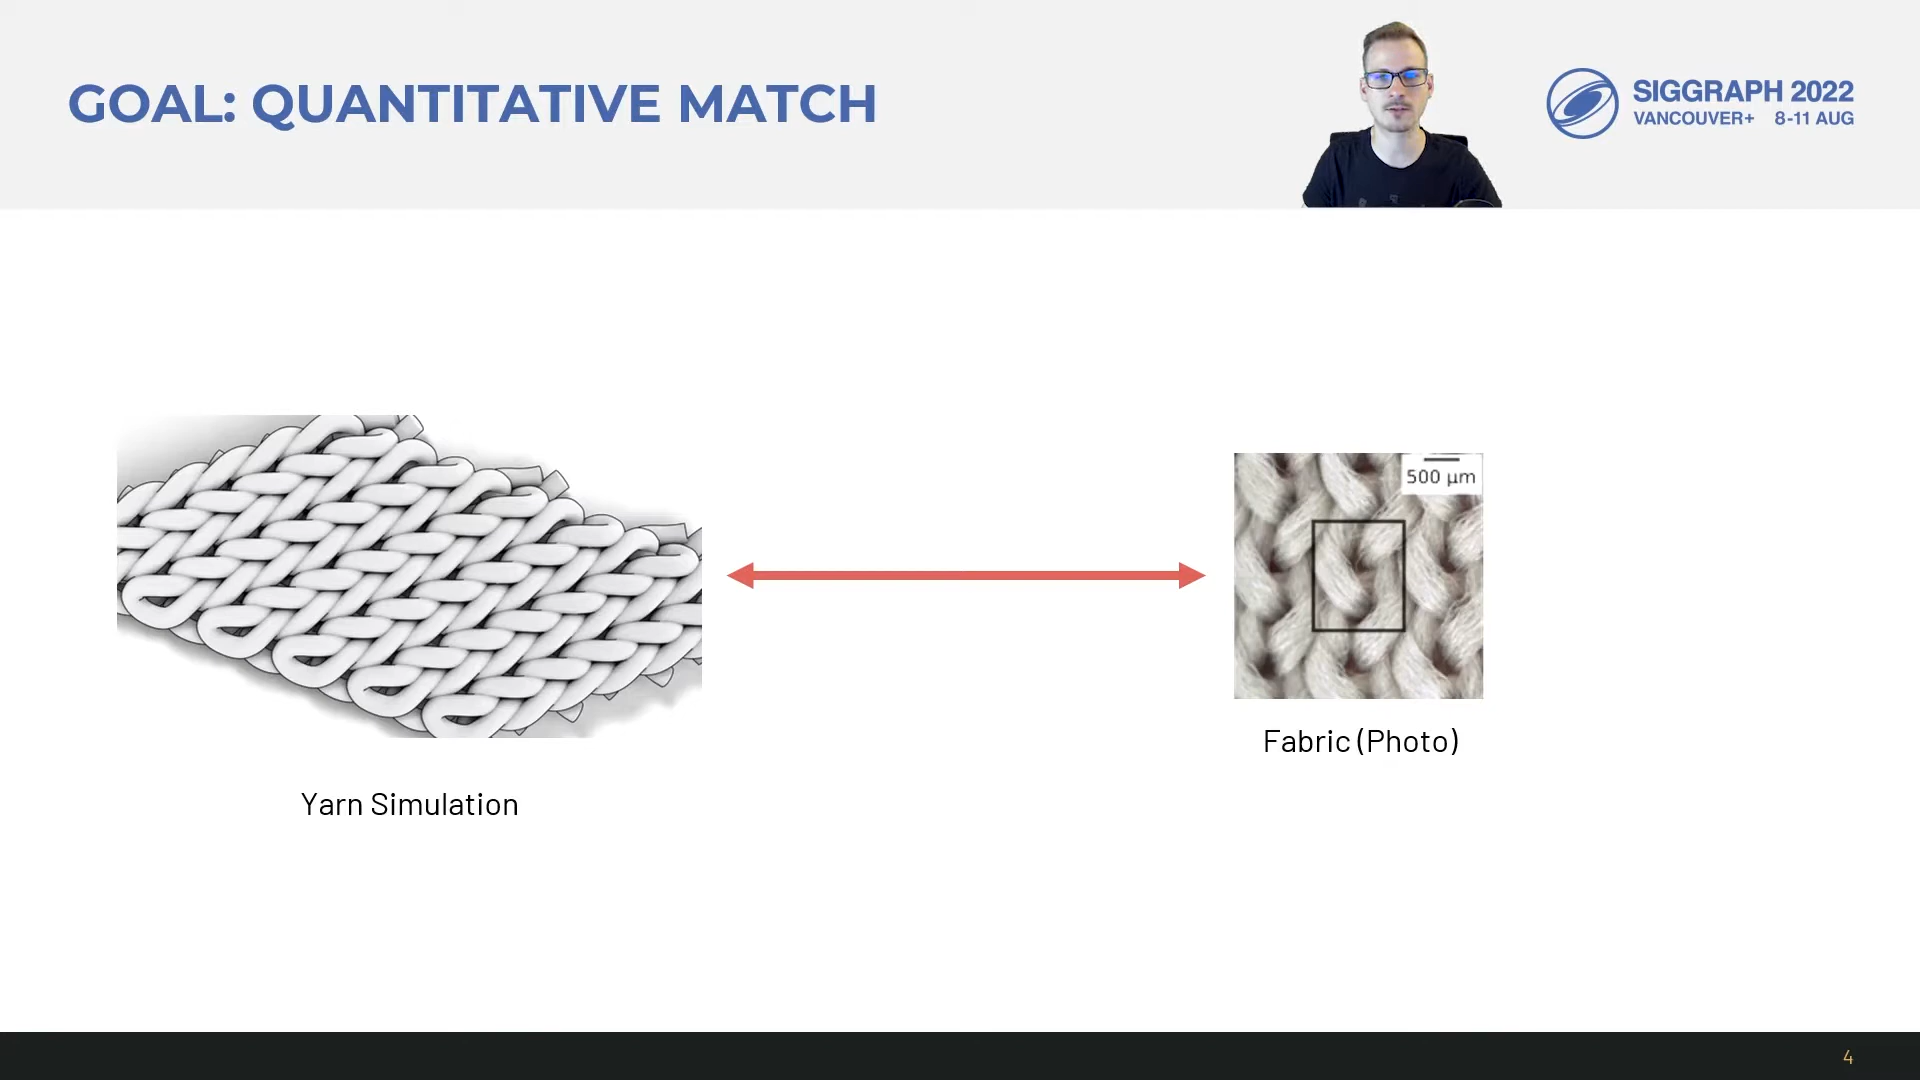 GOAL: QUANTITATIVE MATCH
SIGGRAPH 2022
VANCOUVER+ 8-11 AUG
500 µm
Fabric (Photo)
Yarn Simulation
4